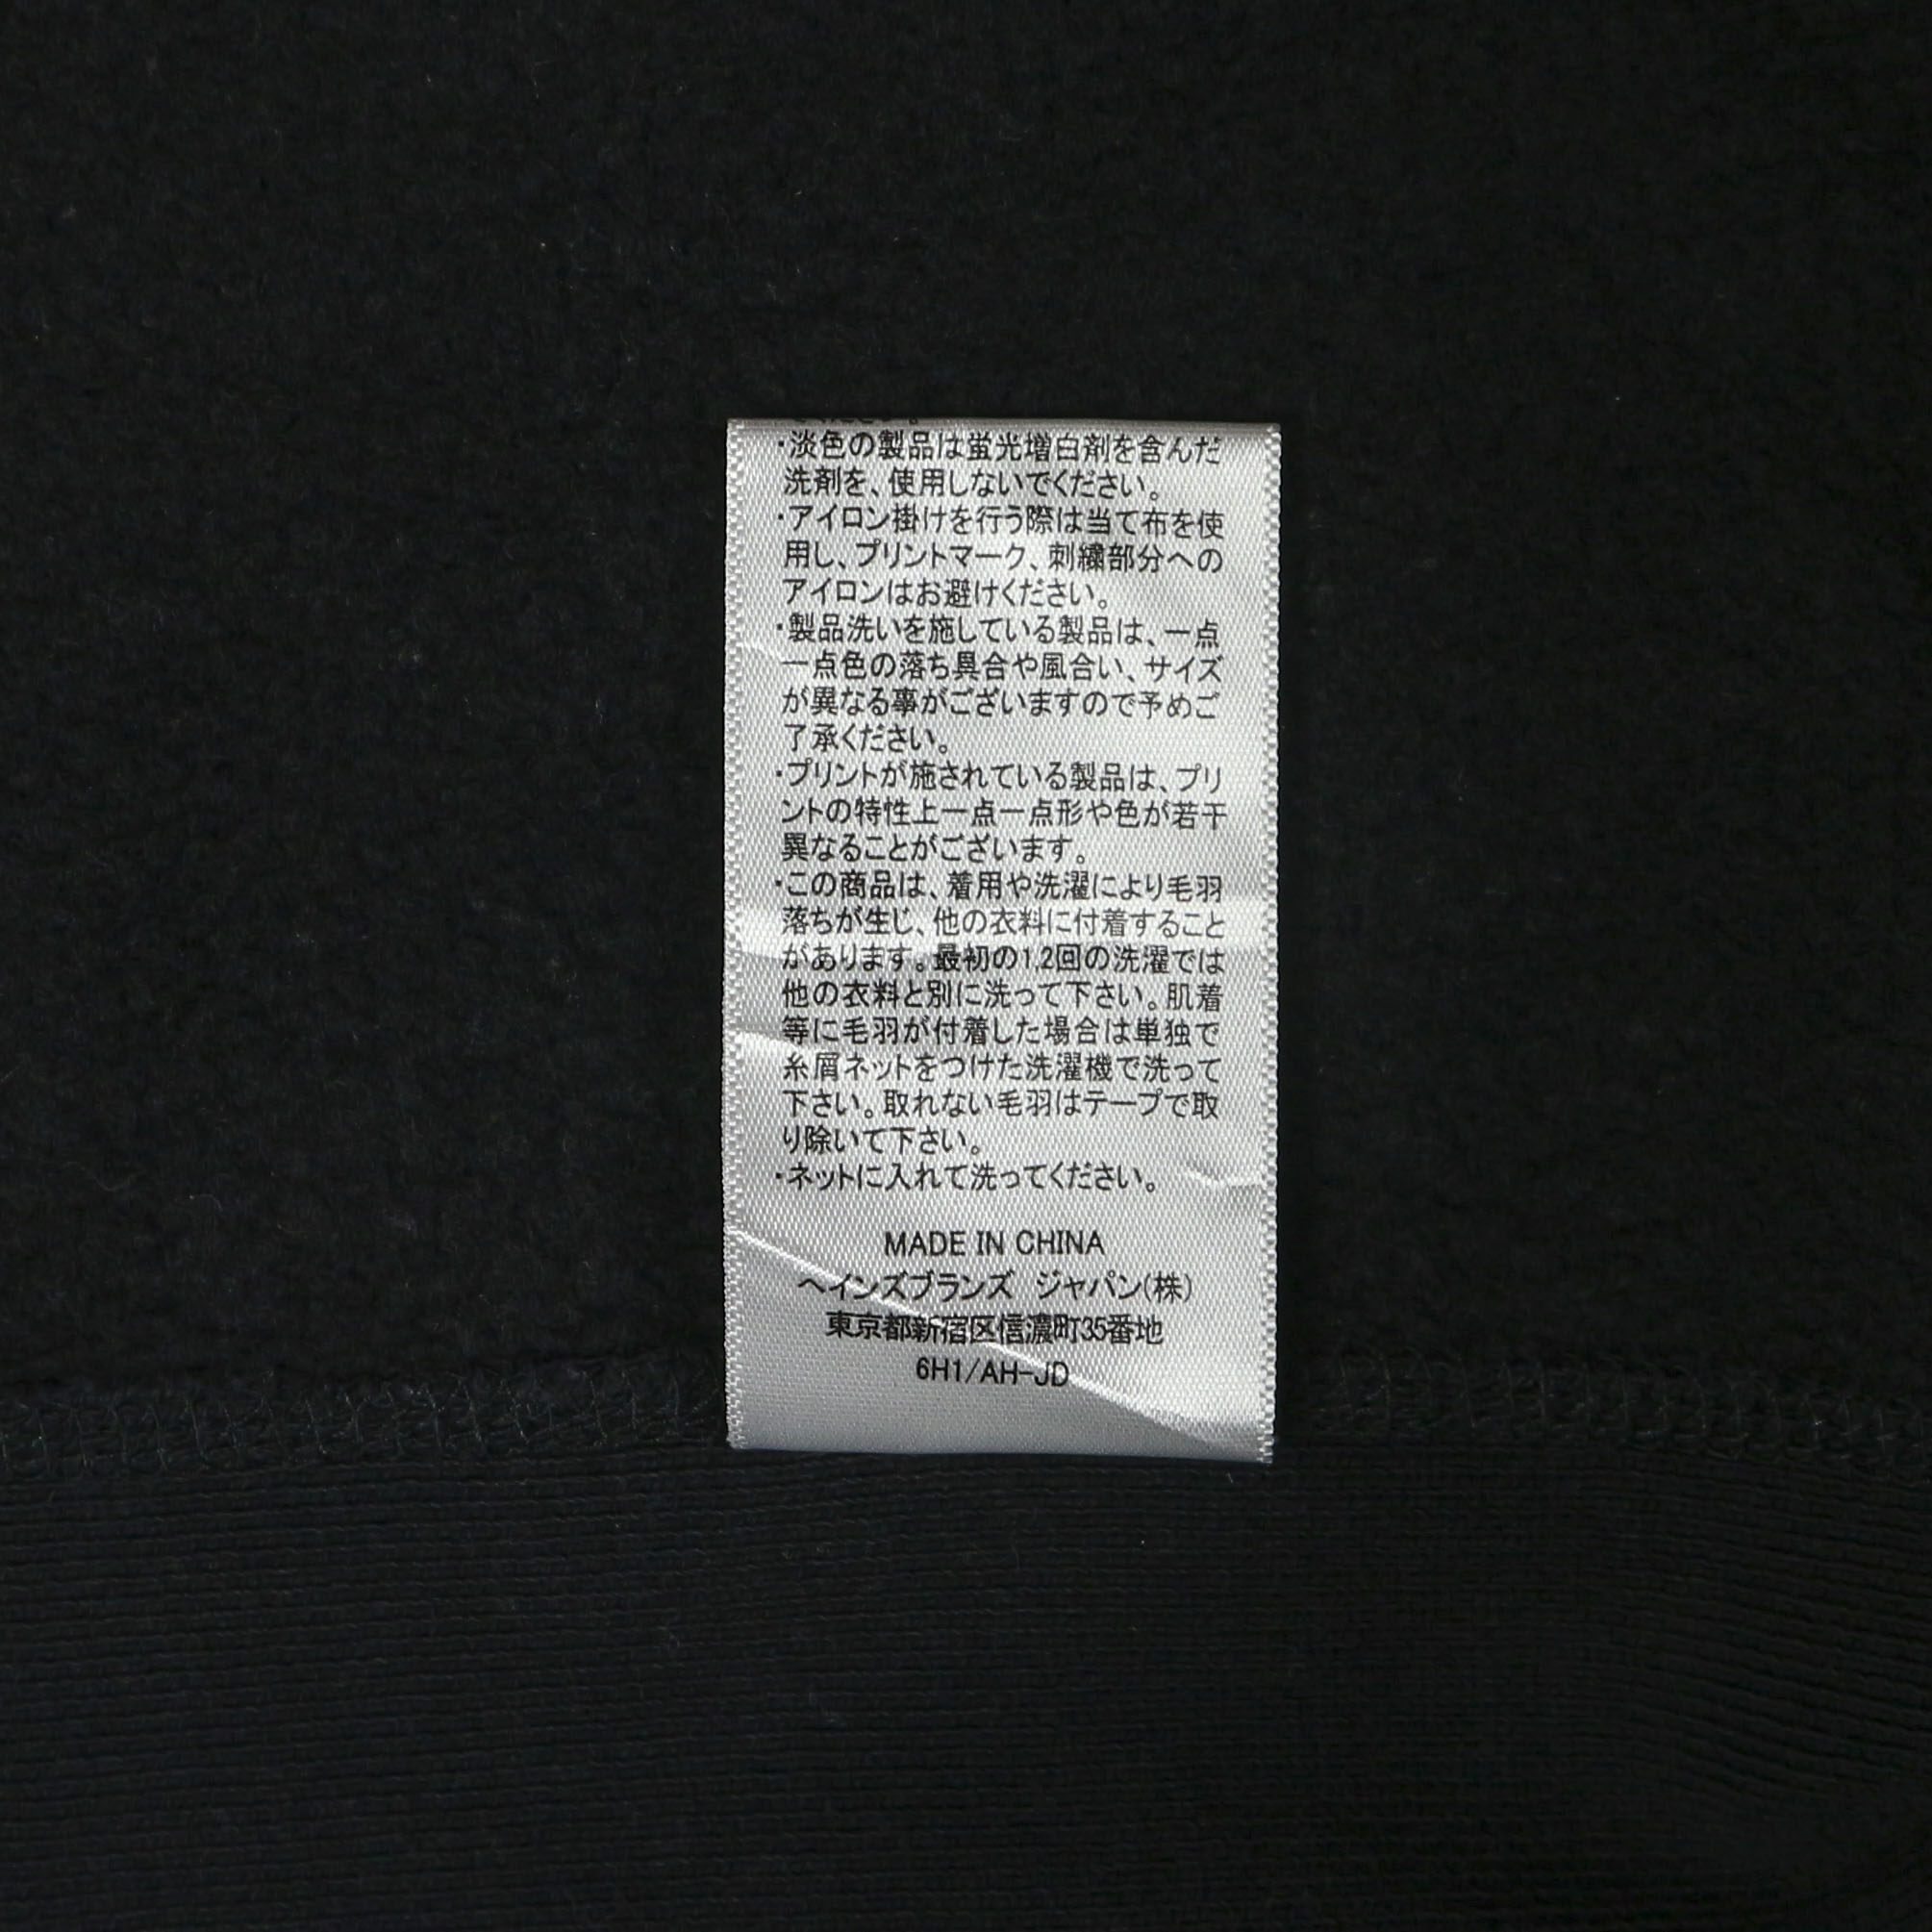 ・淡色の製品は蛍光増白剤を含んだ
洗剤を、使用しないでください。
・アイロン掛けを行う際は当て布を使
用し、プリントマーク、刺繍部分への
アイロンはお避けください。
・製品洗いを施している製品は、一点
一点色の落ち具合や風合い、サイズ
が異なる事がございますので予めご
了承ください。
・プリントが施されている製品は、プリ
ントの特性上一点一点形や色が若干
異なることがございます。
・この商品は、着用や洗濯により毛羽
落ちが生じ、他の衣料に付着すること
があります。最初の1,2回の洗濯では
他の衣料と別に洗って下さい。肌着
等に毛羽が付着した場合は単独で
糸屑ネットをつけた洗濯機で洗って
下さい。取れない毛羽はテープで取
り除いて下さい。
・ネットに入れて洗ってください。
MADE IN CHINA
ヘインズブランズ ジャパン(株)
東京都新宿区信濃町35番地
6H1/AH-JD